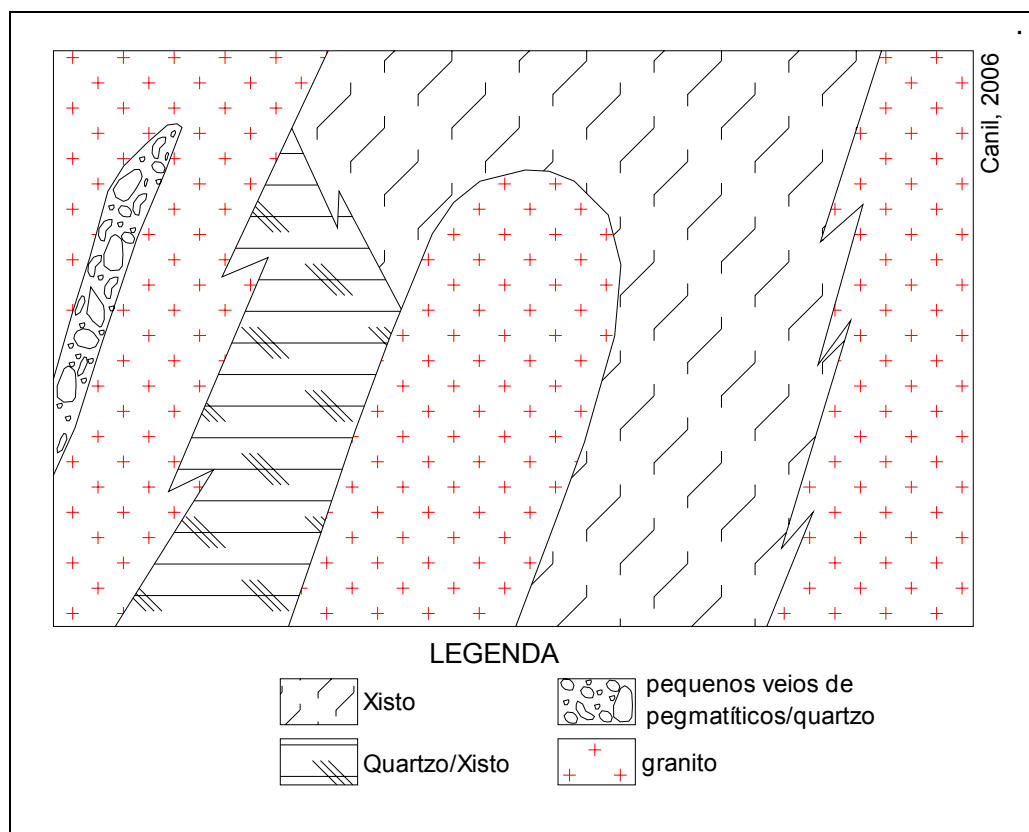 Canil, 2006
LEGENDA
Xisto
pequenos veios de
pegmatíticos/quartzo
Quartzo/Xisto
granito